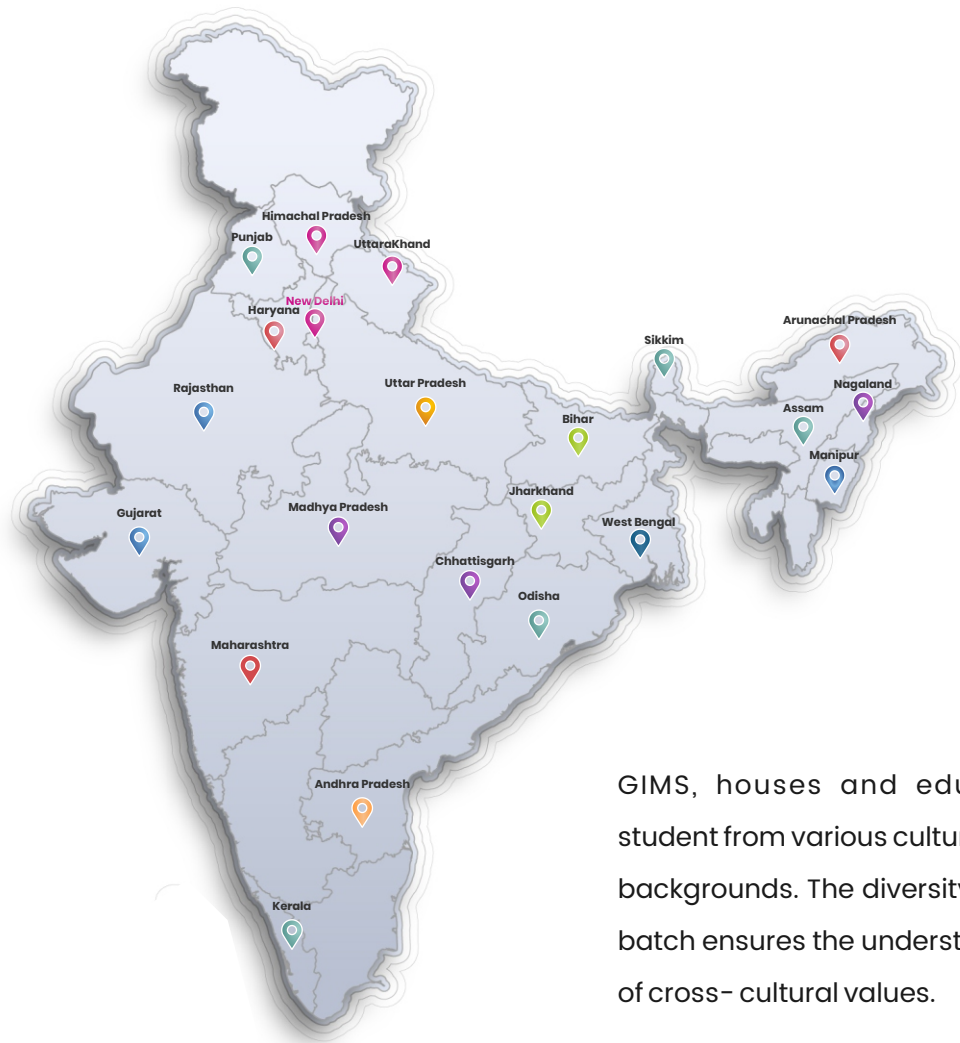 Himachal Pradesh
Punjab
UttaraKhand
New Delhi
Haryana
Arunachal Pradesh
Sikkim
Rajasthan
Uttar Pradesh
Nagaland
Assam
Bihar
Manipur
Jharkhand
Madhya Pradesh
Gujarat
West Bengal
Chhattisgarh
Odisha
Maharashtra
Andhra Pradesh
Kerala
GIMS, houses and edu
student from various cultur
backgrounds. The diversity
batch ensures the underst
of cross- cultural values.